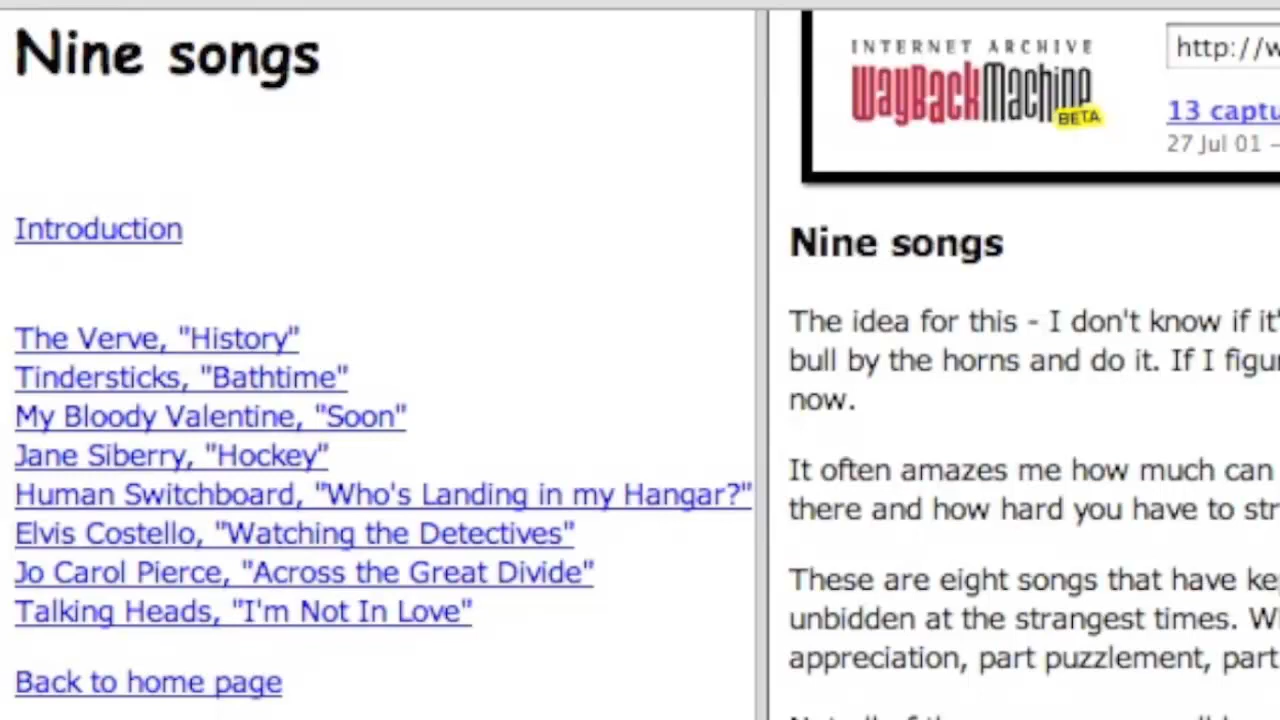 Nine songs
Introduction
The Verve, "History"
Tindersticks, "Bathtime"
My Bloody Valentine, "Soon"
Jane Siberry, "Hockey"
Human Switchboard, "Who's Landing in my Hangar?"
Elvis Costello, "Watching the Detectives"
Jo Carol Pierce, "Across the Great Divide"
Talking Heads, "I'm Not In Love"
Back to home page
INTERNET ARCHIVE
WayBackMachine
BETA
http://w
13 captu
27 Jul 01 –
Nine songs
The idea for this - I don't know if it'
bull by the horns and do it. If I figu
now.
It often amazes me how much can
there and how hard you have to str
These are eight songs that have ke
unbidden at the strangest times. W
appreciation, part puzzlement, part